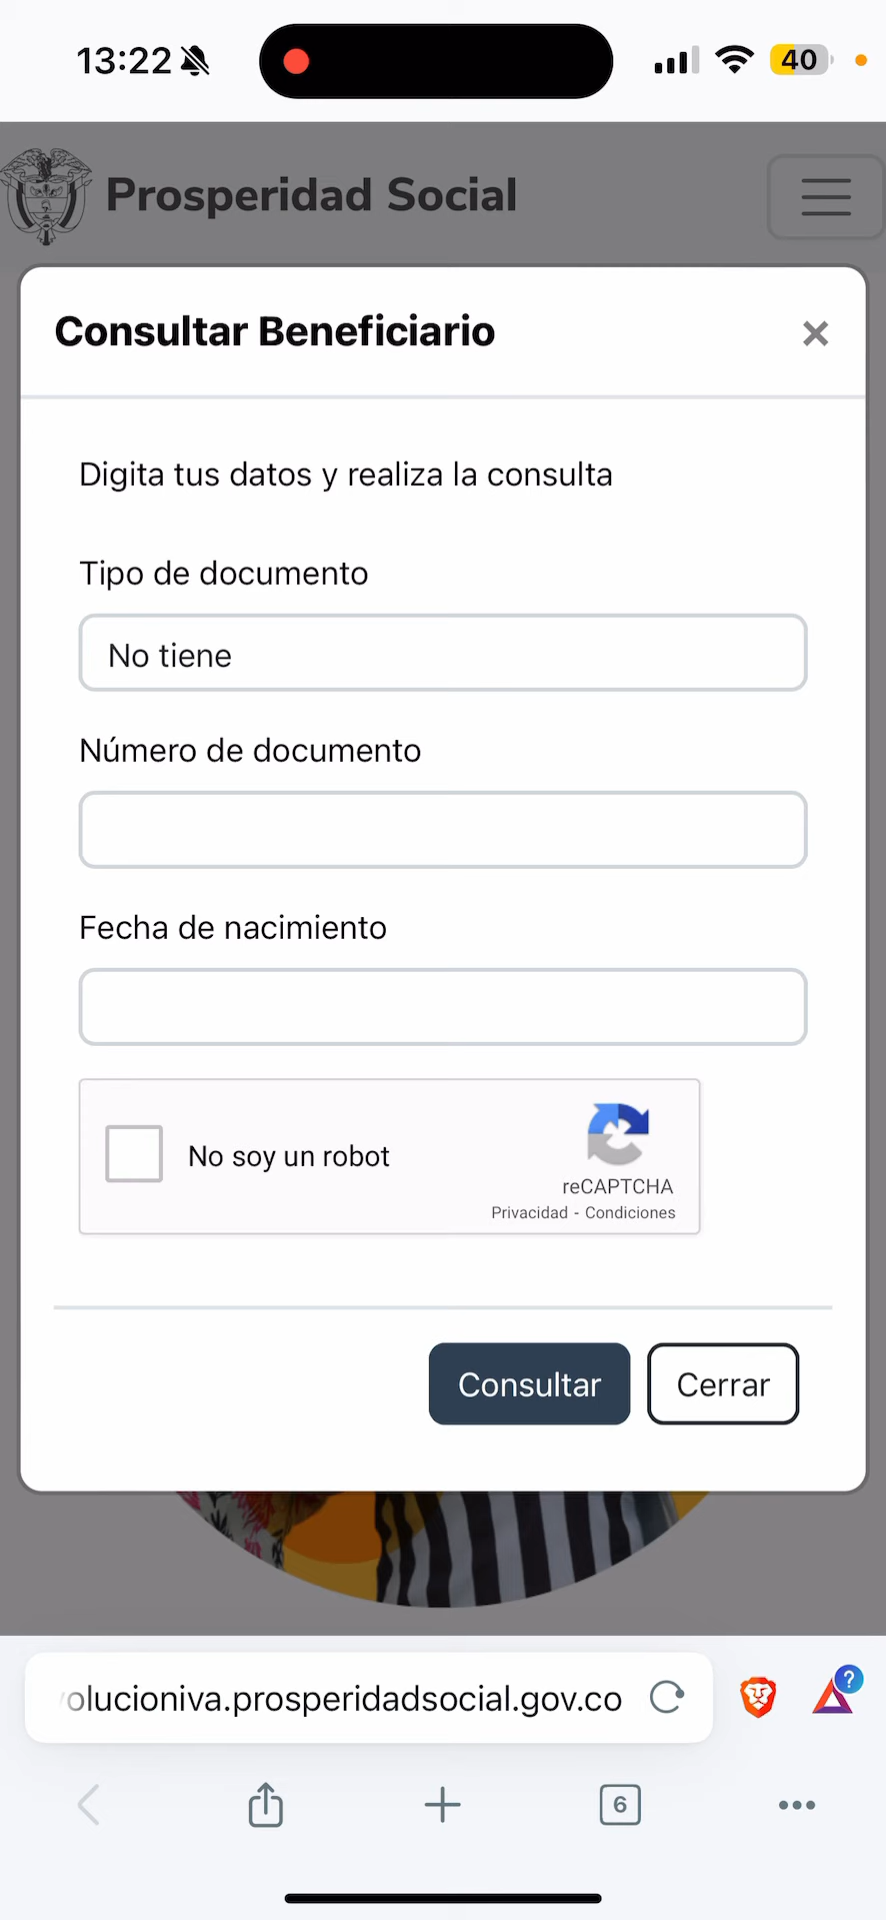 13:22
40
Prosperidad Social
Consultar Beneficiario
×
Digita tus datos y realiza la consulta
Tipo de documento
No tiene
Número de documento
Fecha de nacimiento
No soy un robot
reCAPTCHA
Privacidad - Condiciones
Consultar
Cerrar
olucioniva.prosperidadsocial.gov.co
?
6